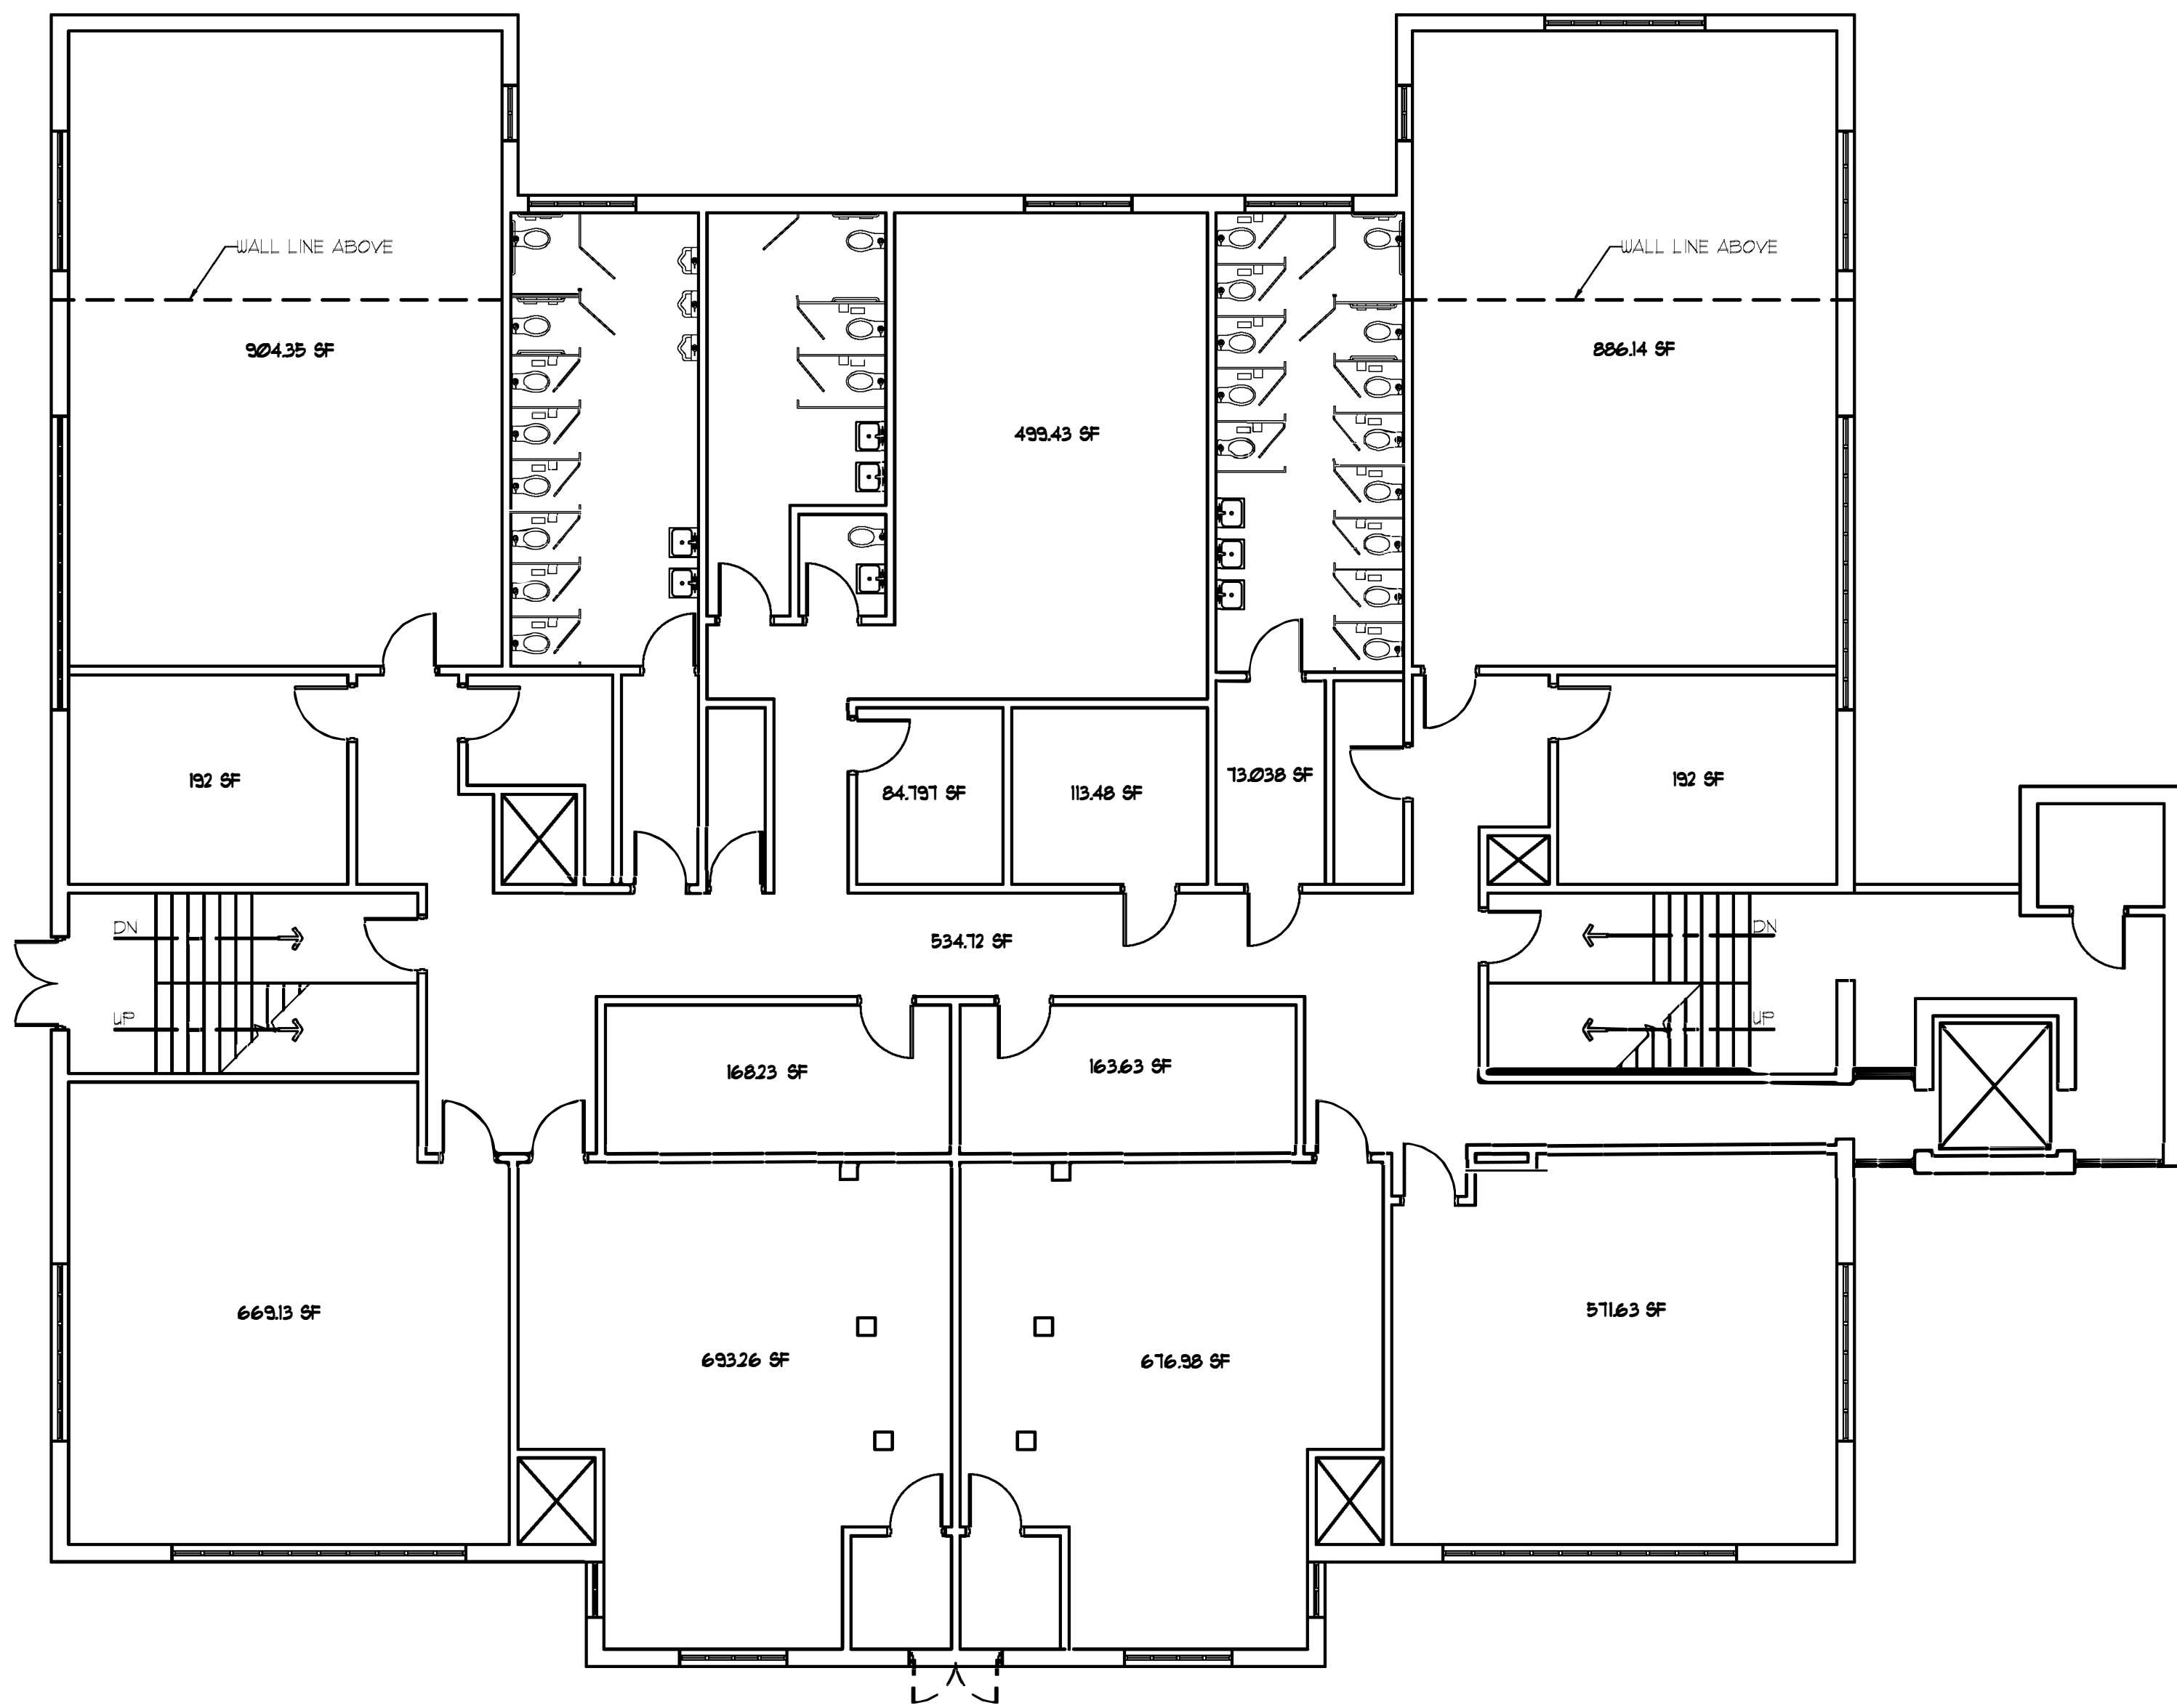 WALL LINE ABOVE
WALL LINE ABOVE
904.35 SF
886.14 SF
499.43 SF
192 SF
84.797 SF
113.48 SF
73.038 SF
192 SF
DN
534.72 SF
DN
UP
UP
168.23 SF
163.63 SF
669.13 SF
571.63 SF
693.26 SF
676.98 SF